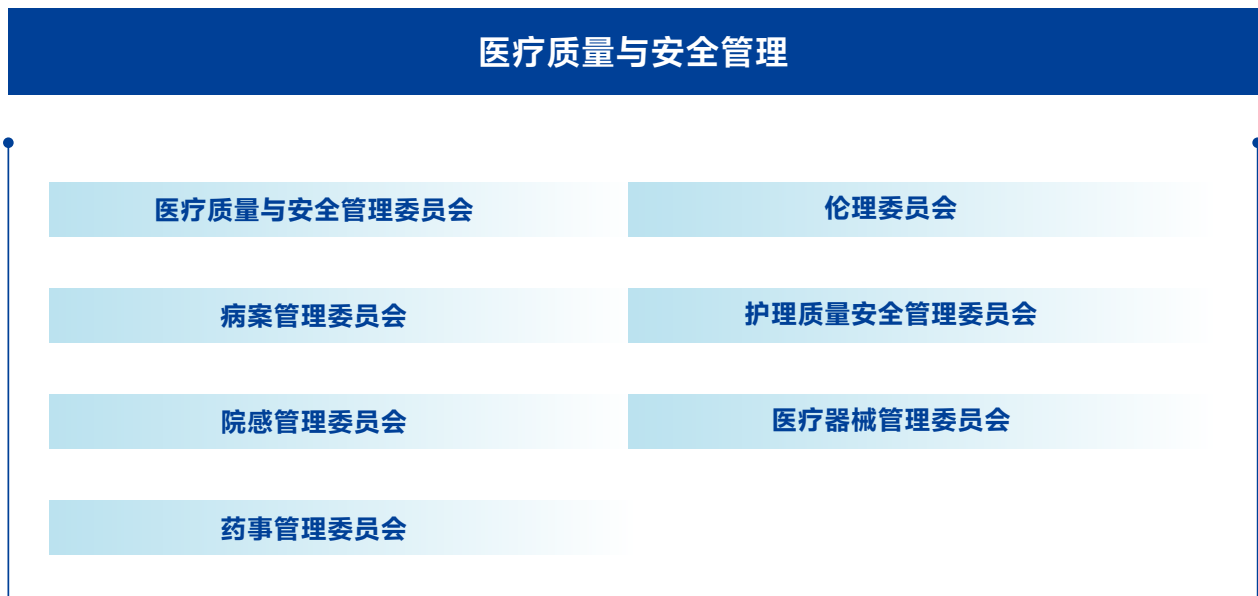 医疗质量与安全管理
医疗质量与安全管理委员会
伦理委员会
病案管理委员会
护理质量安全管理委员会
院感管理委员会
医疗器械管理委员会
药事管理委员会